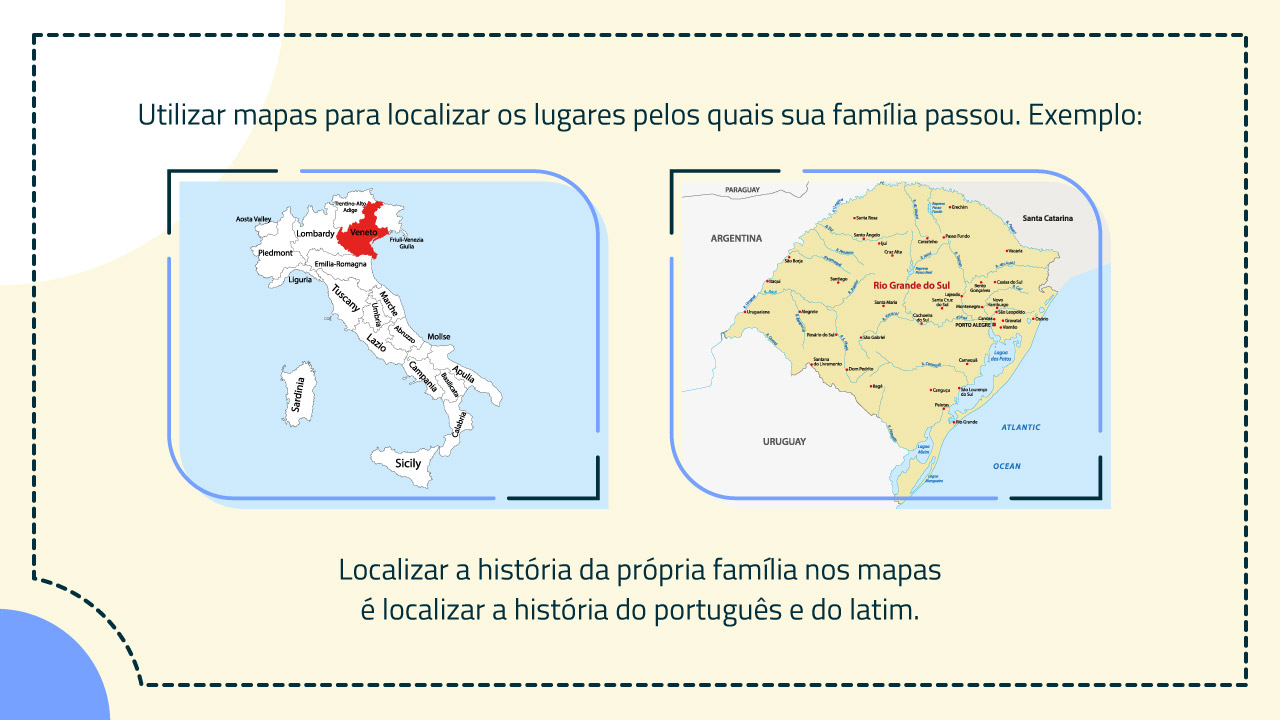 Utilizar mapas para localizar os lugares pelos quais sua família passou. Exemplo:
Trentino-Alto
Adige
Aosta Valley
Lombardy
Veneto
Friuli-Venezia
Giulia
Piedmont
Emilia-Romagna
Liguria
Tuscany
Marche
Umbria
Abruzzo
Molise
Lazio
Campania
Apulia
Basilicata
Sardinia
Calabria
Sicily
PARAGUAY
ARGENTINA
Santa Catarina
Santa Rosa
Erechim
Santo Ângelo
Ijuí
Carazinho
Passo Fundo
Cruz Alta
Vacaria
São Borja
Itaqui
Santiago
Rio Grande do Sul
Bento
Gonçalves
Caxias do Sul
Lajeado
Santa Maria
Santa Cruz
do Sul
Montenegro
Novo
Hamburgo
São Leopoldo
Uruguaiana
Alegrete
Cachoeira
do Sul
Canoas
Gravataí
Osório
PORTO ALEGRE
Viamão
Rosário do Sul
São Gabriel
Lagoa
dos Patos
Santana
do Livramento
Dom Pedrito
Camaquã
Bagé
Canguçu
São Lourenço
do Sul
Pelotas
Rio Grande
ATLANTIC
OCEAN
URUGUAY
Lagoa
Mirim
Lagoa
Mangueira
Localizar a história da própria família nos mapas
é localizar a história do português e do latim.